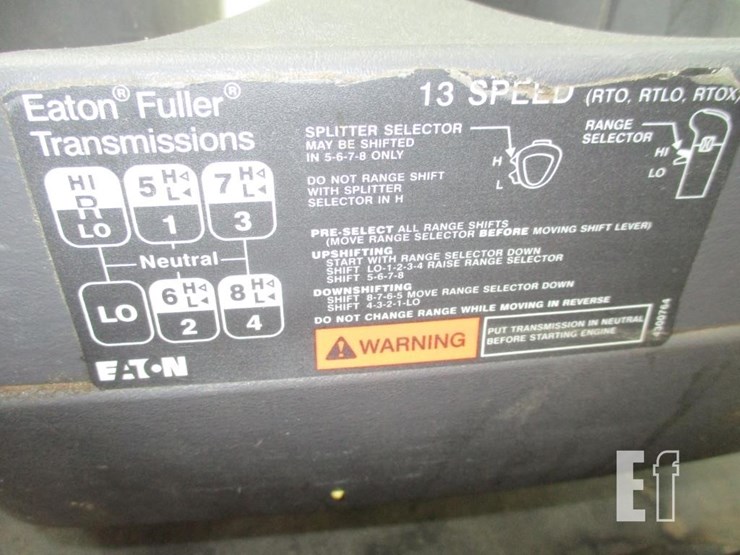 Eaton® Fuller®
Transmissions
13 SPEED (RTO, RTLO, RTOX)
SPLITTER SELECTOR
MAY BE SHIFTED
IN 5-6-7-8 ONLY
DO NOT RANGE SHIFT
WITH SPLITTER
SELECTOR IN H
H
L
RANGE
SELECTOR
HI
LO
HI
R
LO
5 H
L
1
7 H
L
3
Neutral
LO
6 H
L
2
8 H
L
4
PRE-SELECT ALL RANGE SHIFTS
(MOVE RANGE SELECTOR BEFORE MOVING SHIFT LEVER)
UPSHIFTING
START WITH RANGE SELECTOR DOWN
SHIFT LO-1-2-3-4 RAISE RANGE SELECTOR
SHIFT 5-6-7-8
DOWNSHIFTING
SHIFT 8-7-6-5 MOVE RANGE SELECTOR DOWN
SHIFT 4-3-2-1-LO
DO NOT CHANGE RANGE WHILE MOVING IN REVERSE
WARNING
PUT TRANSMISSION IN NEUTRAL
BEFORE STARTING ENGINE
4300764
EATON
Ef